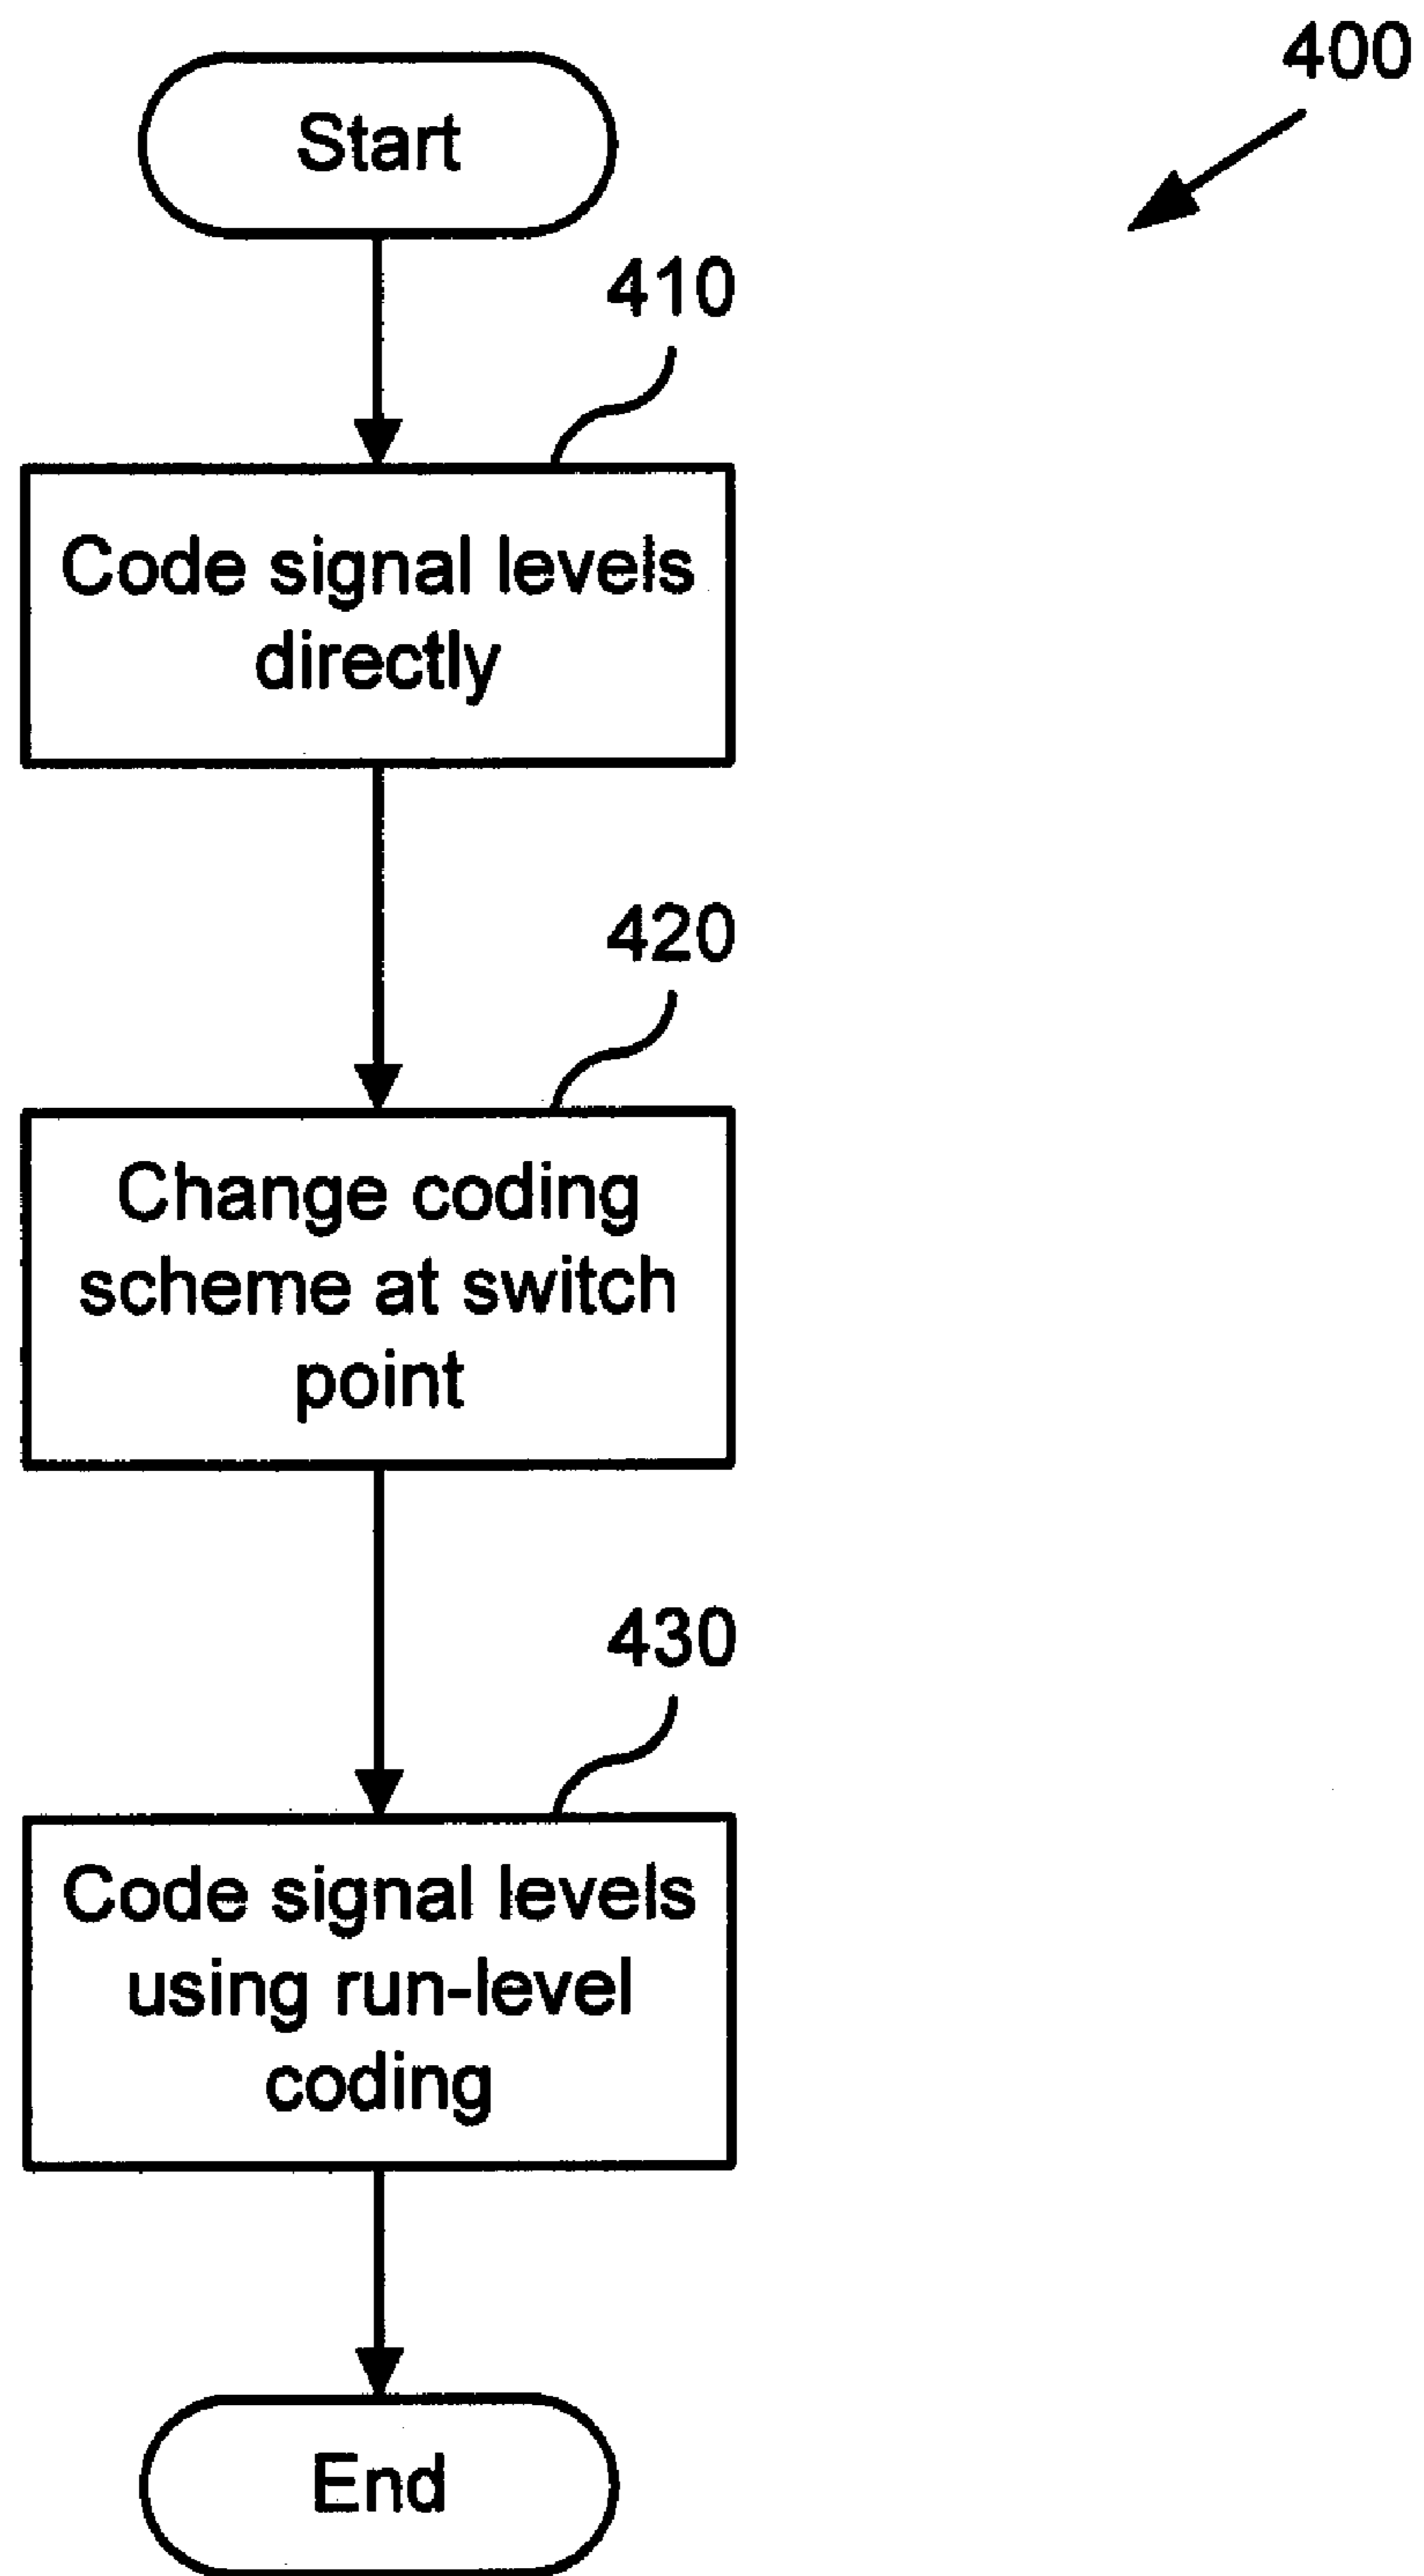 400
Start
410
Code signal levels
directly
420
Change coding
scheme at switch
point
430
Code signal levels
using run-level
coding
End